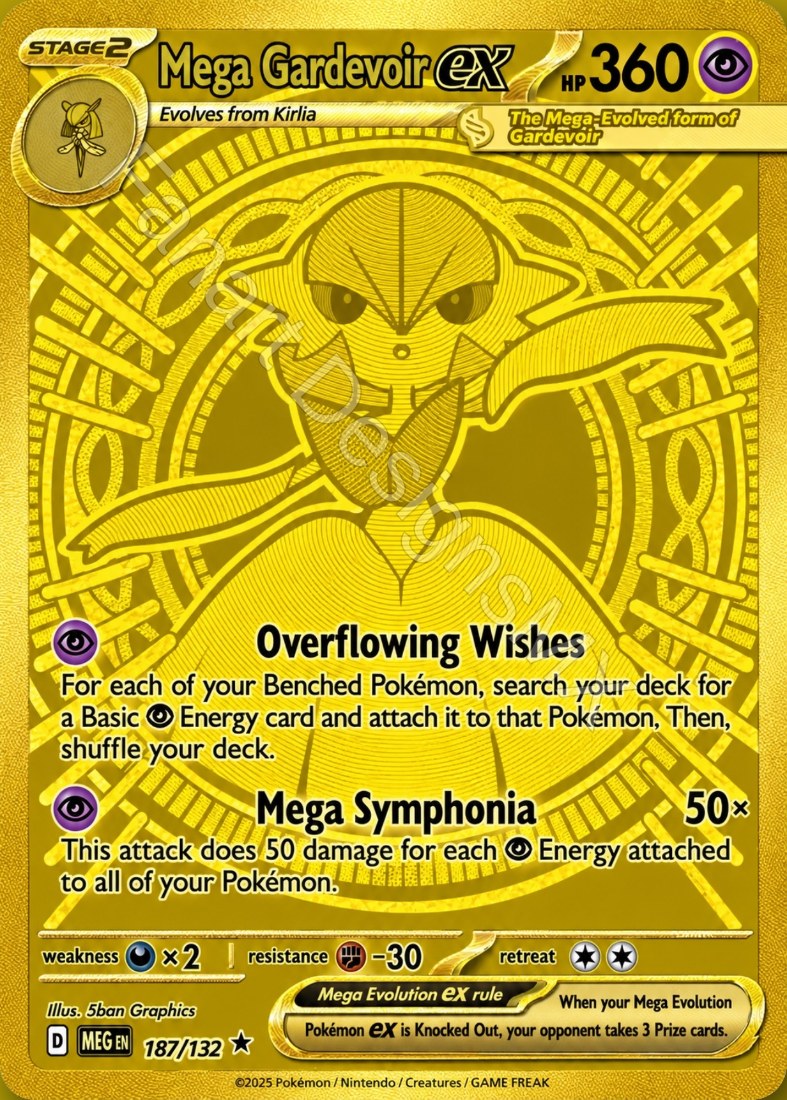 STAGE2
Mega Gardevoir ex
HP 360
Evolves from Kirlia
The Mega-Evolved form of
Gardevoir
Fanart DesignsMX
Overflowing Wishes
For each of your Benched Pokémon, search your deck for
a Basic Energy card and attach it to that Pokémon, Then,
shuffle your deck.
Mega Symphonia 50×
This attack does 50 damage for each Energy attached
to all of your Pokémon.
weakness ×2 resistance -30 retreat
Mega Evolution ex rule
When your Mega Evolution
Pokémon ex is Knocked Out, your opponent takes 3 Prize cards.
Illus. 5ban Graphics
D MEG EN 187/132 ★
©2025 Pokémon / Nintendo / Creatures / GAME FREAK